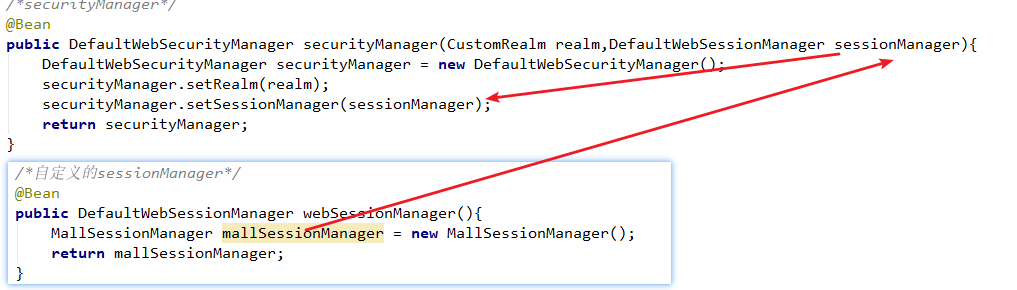 /*securityManager*/
@Bean
public DefaultWebSecurityManager securityManager(CustomRealm realm,DefaultWebSessionManager sessionManager){
DefaultWebSecurityManager securityManager = new DefaultWebSecurityManager();
securityManager.setRealm(realm);
securityManager.setSessionManager(sessionManager);
return securityManager;
}
/*自定义的sessionManager*/
@Bean
public DefaultWebSessionManager webSessionManager(){
MallSessionManager mallSessionManager = new MallSessionManager();
return mallSessionManager;
}